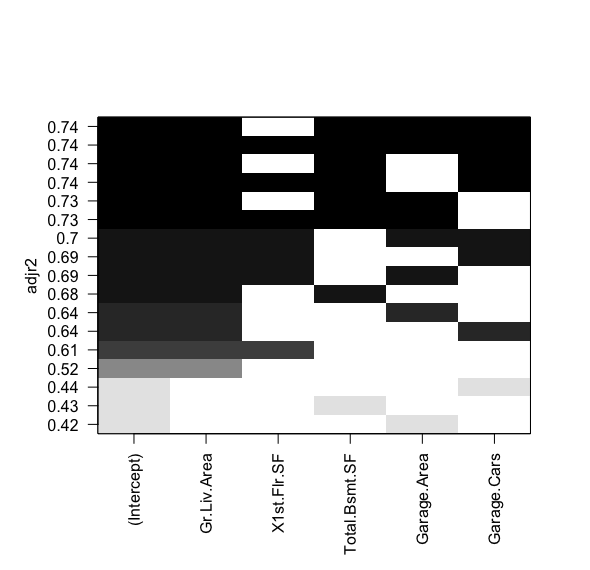 0.74
0.74
0.74
0.74
0.73
0.73
0.7
0.69
0.69
0.68
0.64
0.64
0.61
0.52
0.44
0.43
0.42
adjr2
(Intercept)
Gr.Liv.Area
X1st.Flr.SF
Total.Bsmt.SF
Garage.Area
Garage.Cars